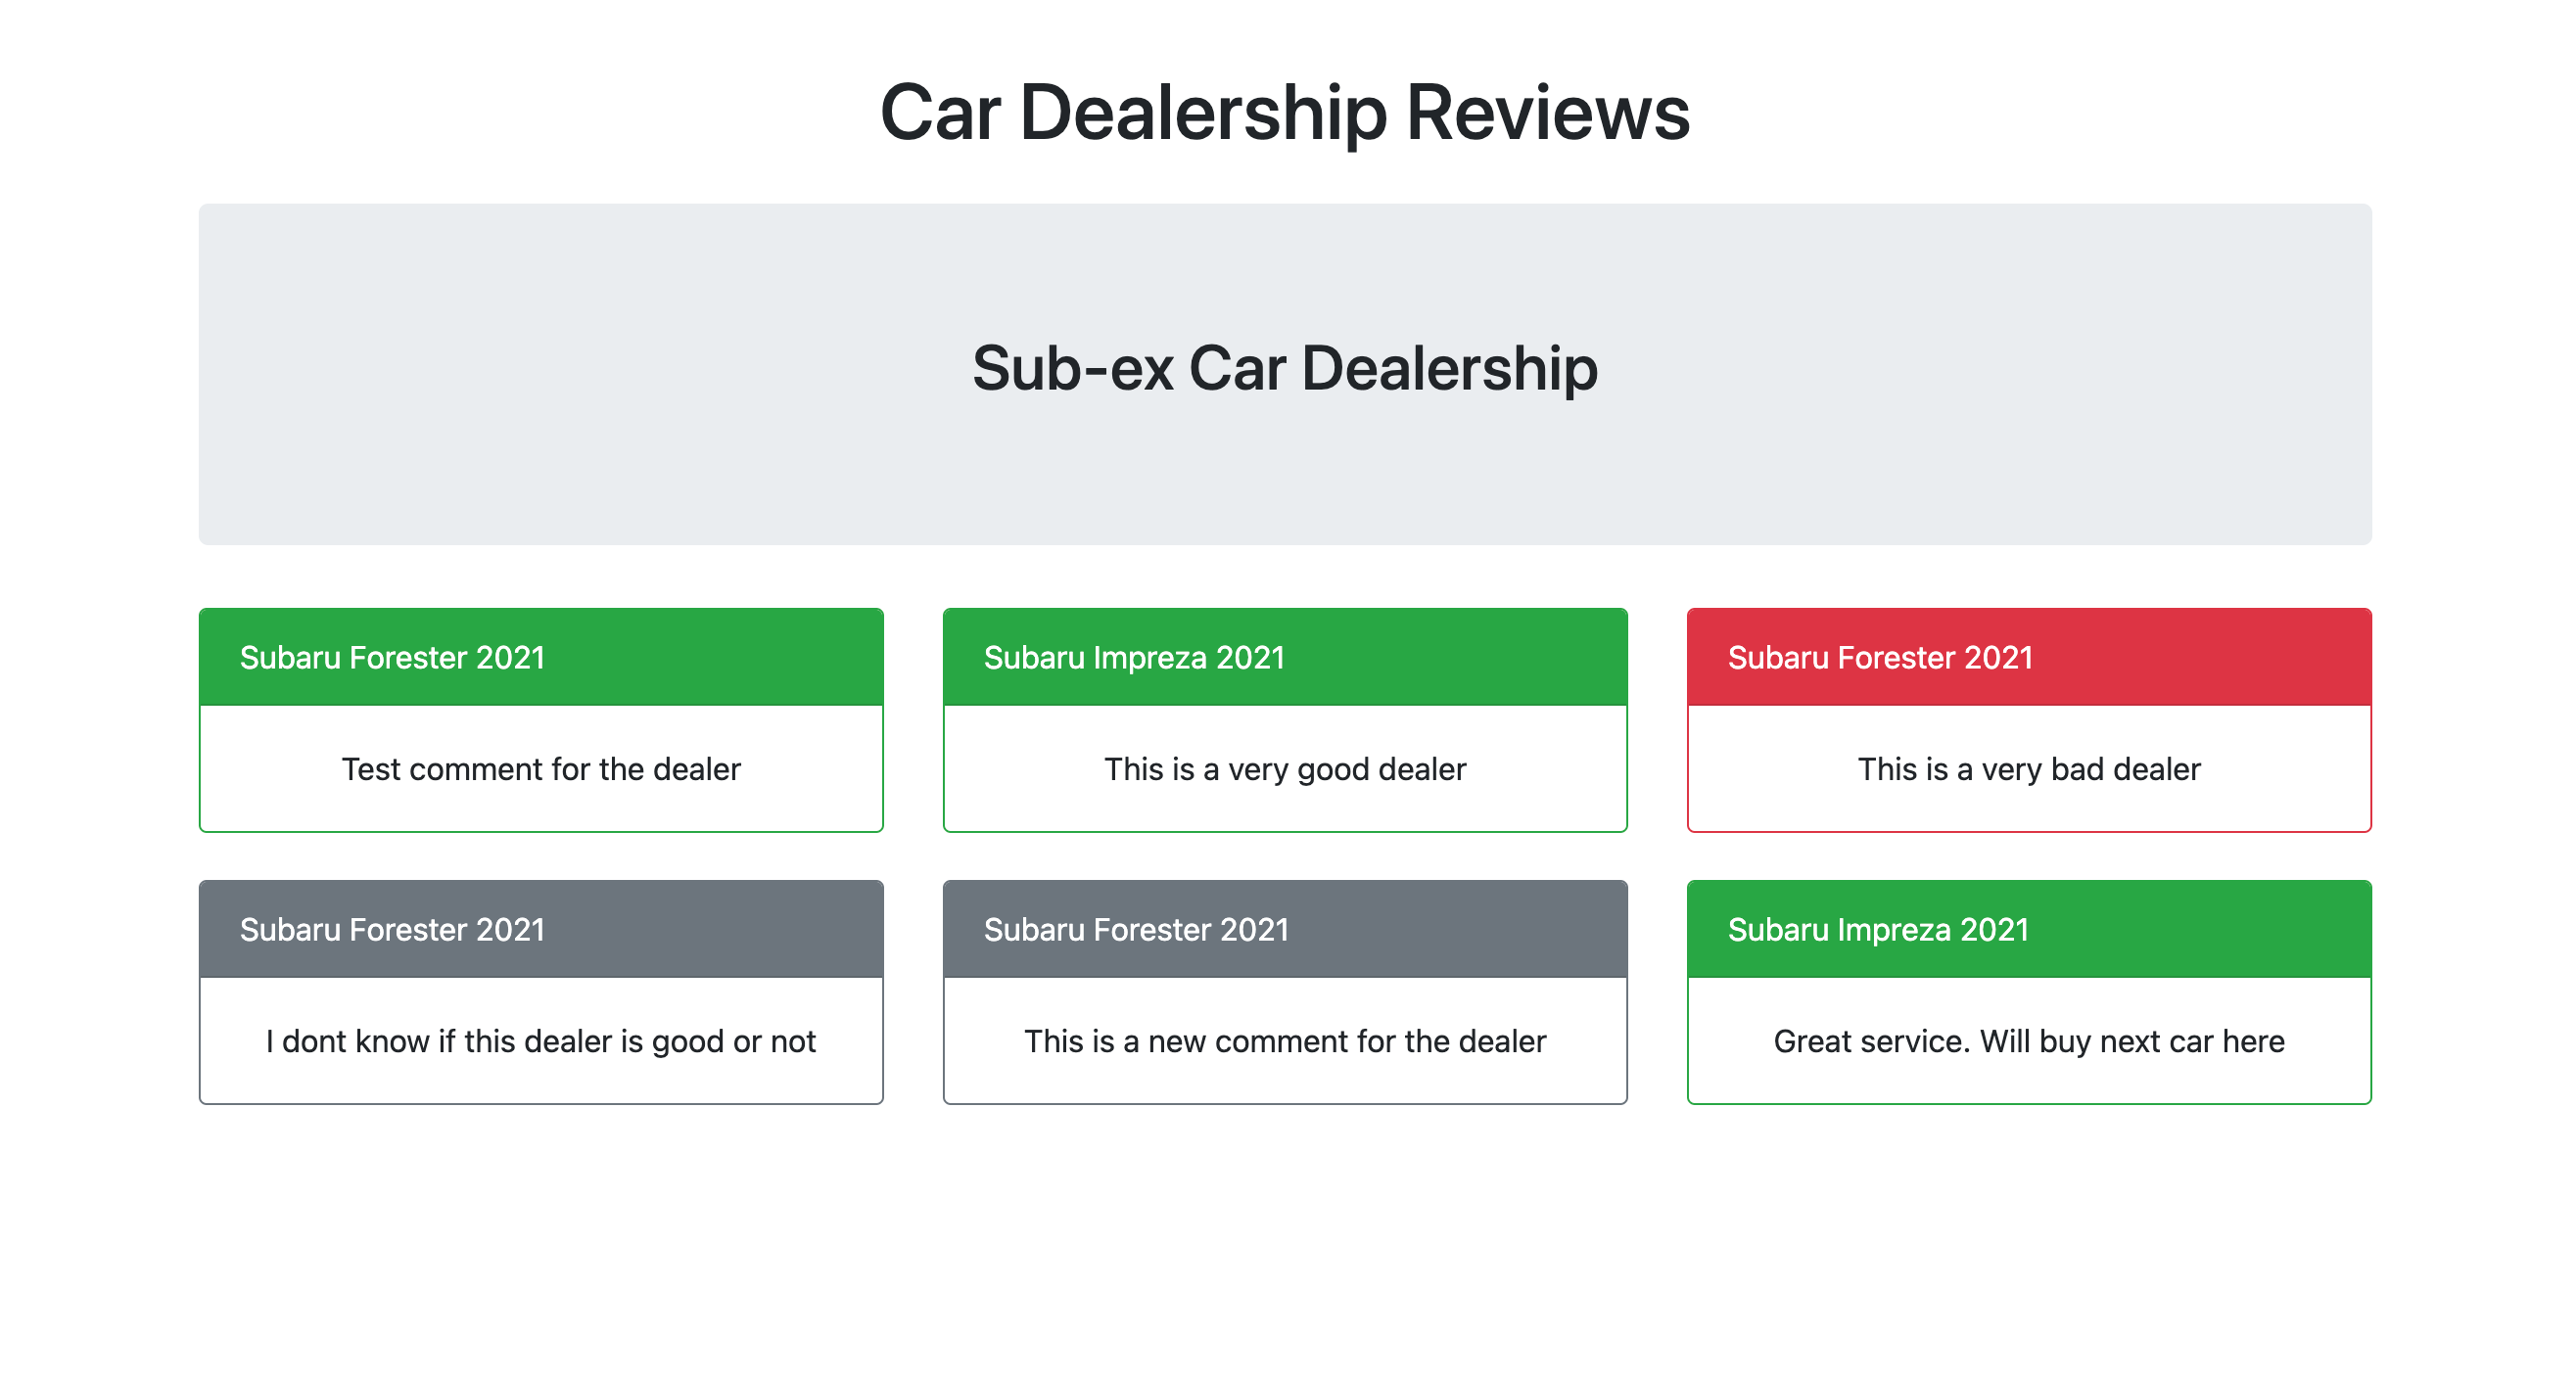 Car Dealership Reviews
Sub-ex Car Dealership
Subaru Forester 2021
Test comment for the dealer
Subaru Impreza 2021
This is a very good dealer
Subaru Forester 2021
This is a very bad dealer
Subaru Forester 2021
I dont know if this dealer is good or not
Subaru Forester 2021
This is a new comment for the dealer
Subaru Impreza 2021
Great service. Will buy next car here